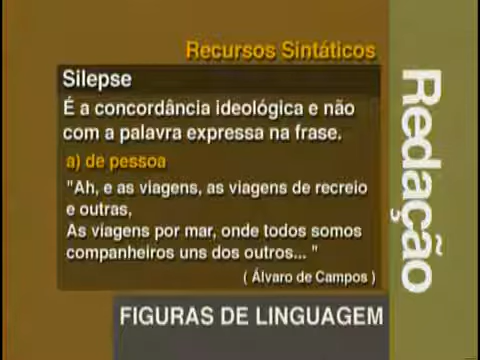 Recursos Sintáticos
Silepse
É a concordância ideológica e não
com a palavra expressa na frase.
a) de pessoa
"Ah, e as viagens, as viagens de recreio
e outras,
As viagens por mar, onde todos somos
companheiros uns dos outros... "
( Álvaro de Campos )
FIGURAS DE LINGUAGEM
Redação